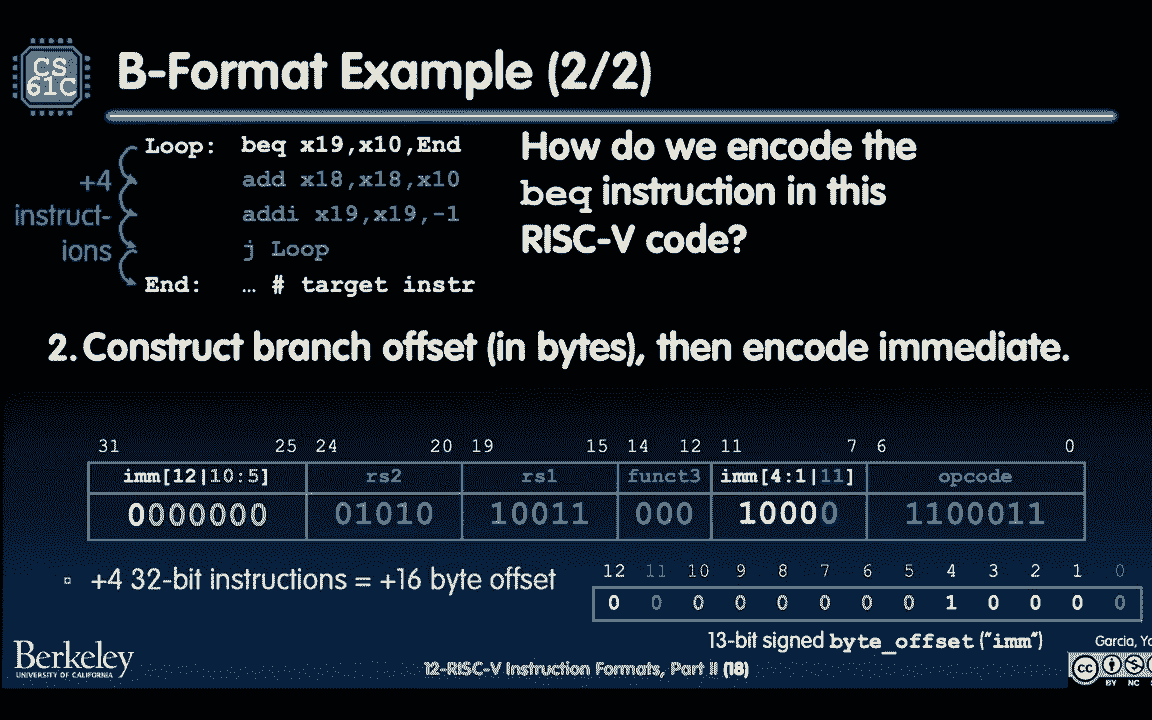 CS
61C
B-Format Example (2/2)
Loop: beq x19,x10,End
add x18,x18,x10
addi x19,x19,-1
j Loop
End: … # target instr
+4
instruct-
ions
How do we encode the
beq instruction in this
RISC-V code?
2. Construct branch offset (in bytes), then encode immediate.
31 25 24 20 19 15 14 12 11 7 6 0
imm[12|10:5] rs2 rs1 funct3 imm[4:1|11] opcode
0000000 01010 10011 000 10000 1100011
▫ +4 32-bit instructions = +16 byte offset
12 11 10 9 8 7 6 5 4 3 2 1 0
0 0 0 0 0 0 0 0 1 0 0 0 0
13-bit signed byte_offset ("imm")
Berkeley
UNIVERSITY OF CALIFORNIA
12-RISC-V Instruction Formats, Part II (18)
Garcia,
cc
BY NC